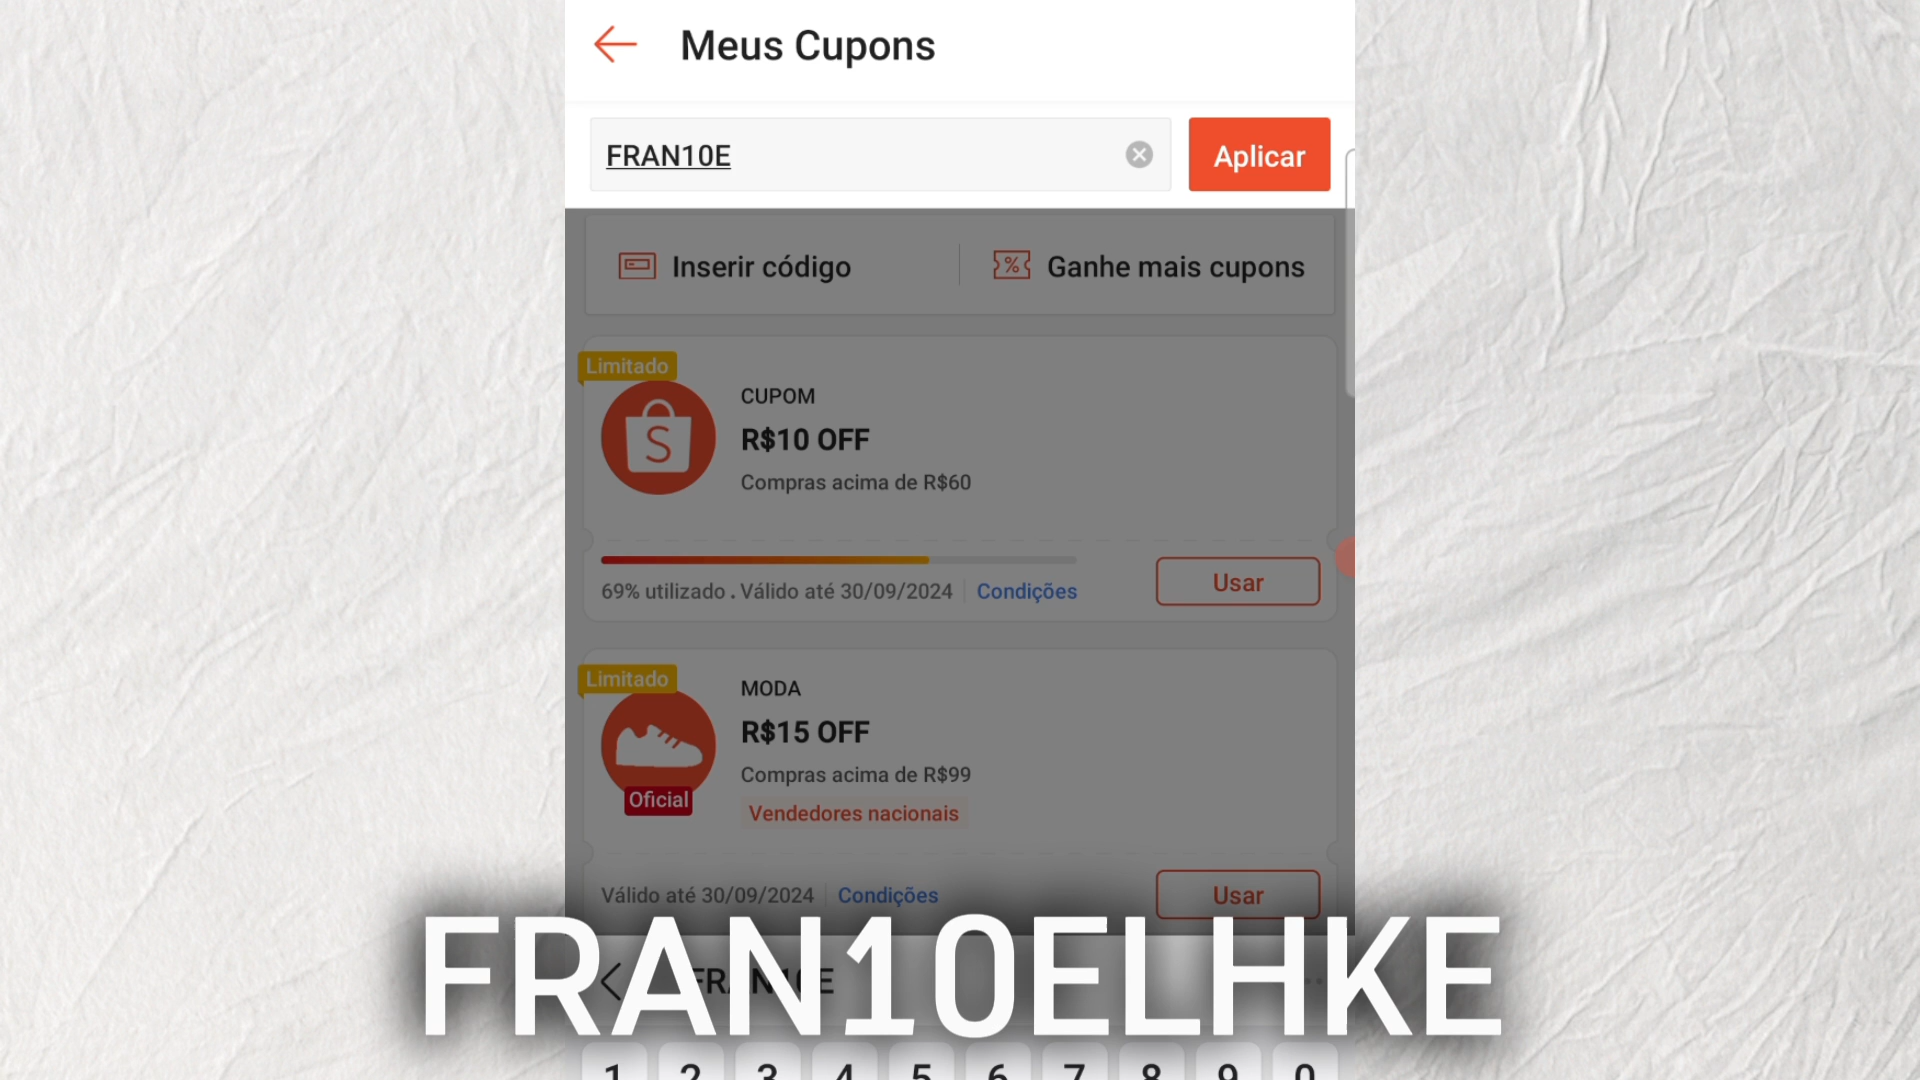 Meus Cupons
FRAN10E
Aplicar
Inserir código
Ganhe mais cupons
Limitado
CUPOM
R$10 OFF
Compras acima de R$60
69% utilizado . Válido até 30/09/2024
Condições
Usar
Limitado
MODA
R$15 OFF
Compras acima de R$99
Oficial
Vendedores nacionais
Válido até 30/09/2024
Condições
Usar
FRAN10E
FRAN10ELHKE
1 2 3 4 5 6 7 8 9 0